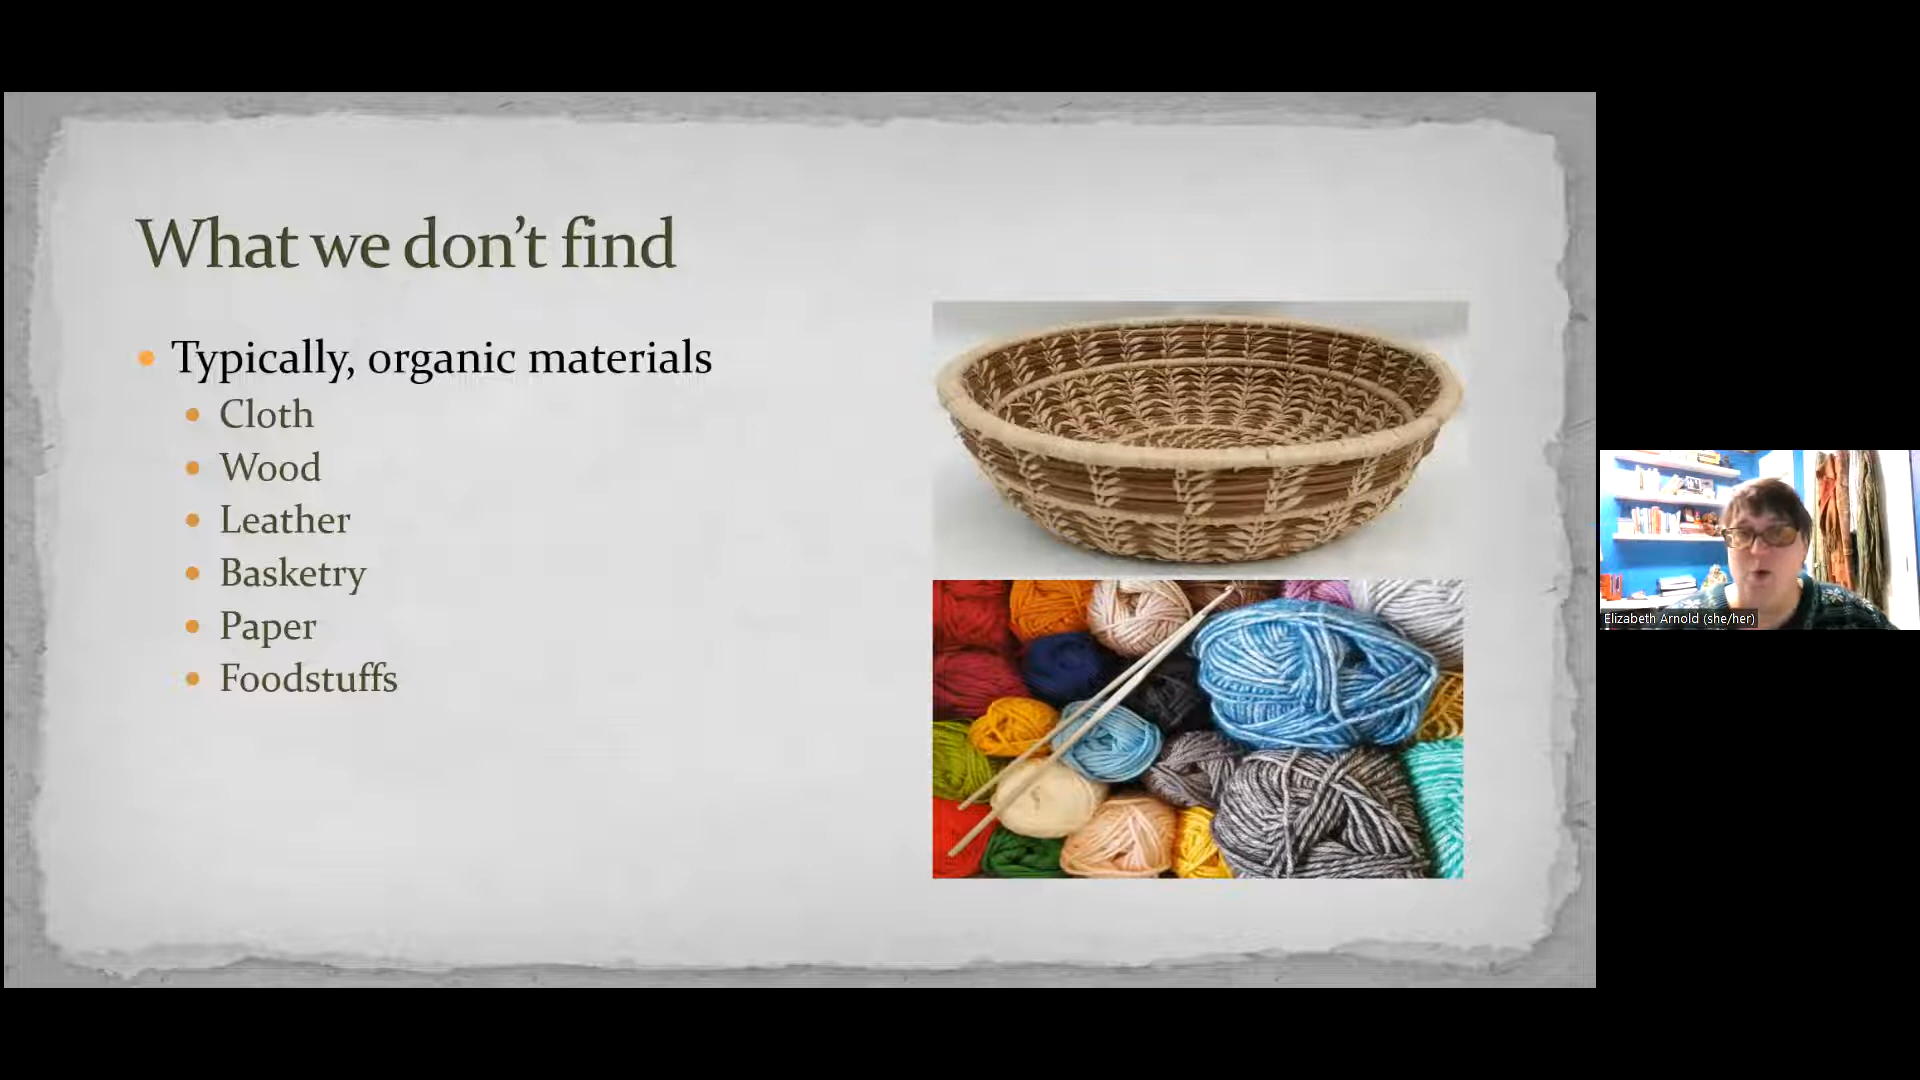 What we don’t find
Typically, organic materials
Cloth
Wood
Leather
Basketry
Paper
Foodstuffs
Elizabeth Arnold (she/her)